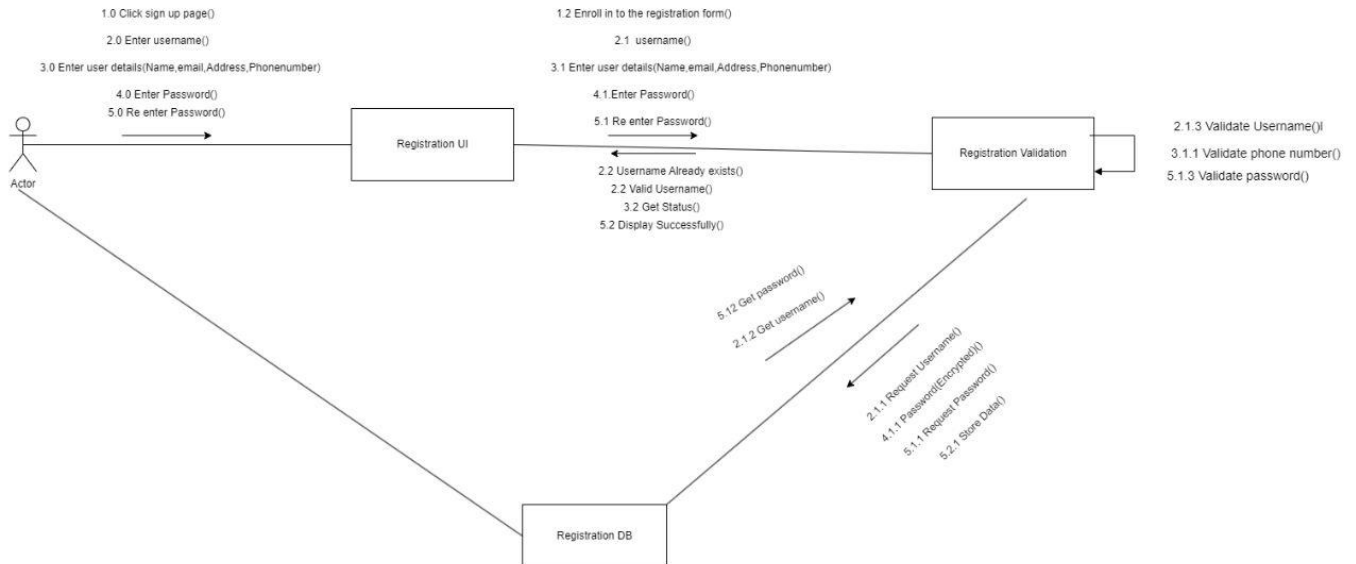 1.0 Click sign up page()
2.0 Enter username()
3.0 Enter user details(Name,email,Address,Phonenumber)
4.0 Enter Password()
5.0 Re enter Password()
1.2 Enroll in to the registration form()
2.1 username()
3.1 Enter user details(Name,email,Address,Phonenumber)
4.1.Enter Password()
5.1 Re enter Password()
Actor
Registration UI
2.2 Username Already exists()
2.2 Valid Username()
3.2 Get Status()
5.2 Display Successfully()
Registration Validation
2.1.3 Validate Username()l
3.1.1 Validate phone number()
5.1.3 Validate password()
5.12 Get password()
2.1.2 Get username()
2.1.1 Request Username()
4.1.1 Password(Encrypted)()
5.1.1 Request Password()
5.2.1 Store Data()
Registration DB